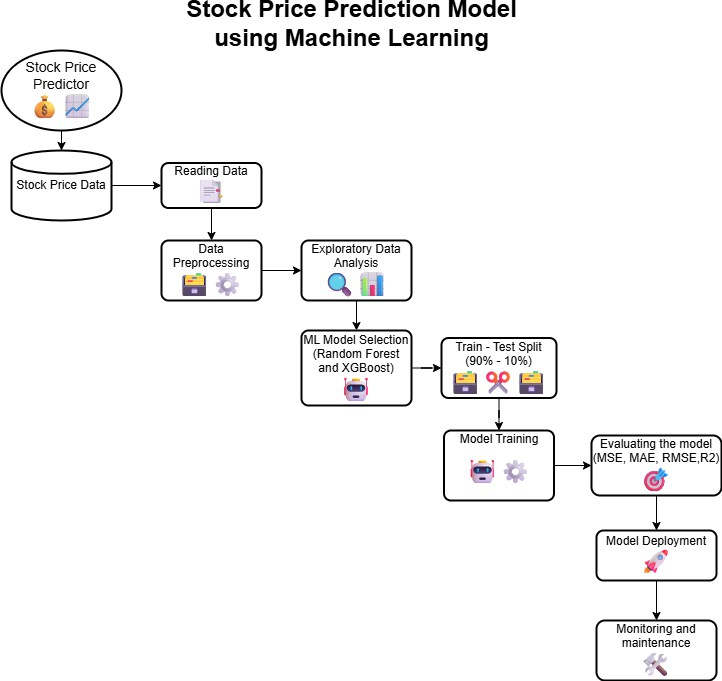 Stock Price Prediction Model
using Machine Learning
Stock Price
Predictor
Stock Price Data
Reading Data
Data
Preprocessing
Exploratory Data
Analysis
ML Model Selection
(Random Forest
and XGBoost)
Train - Test Split
(90% - 10%)
Model Training
Evaluating the model
(MSE, MAE, RMSE,R2)
Model Deployment
Monitoring and
maintenance